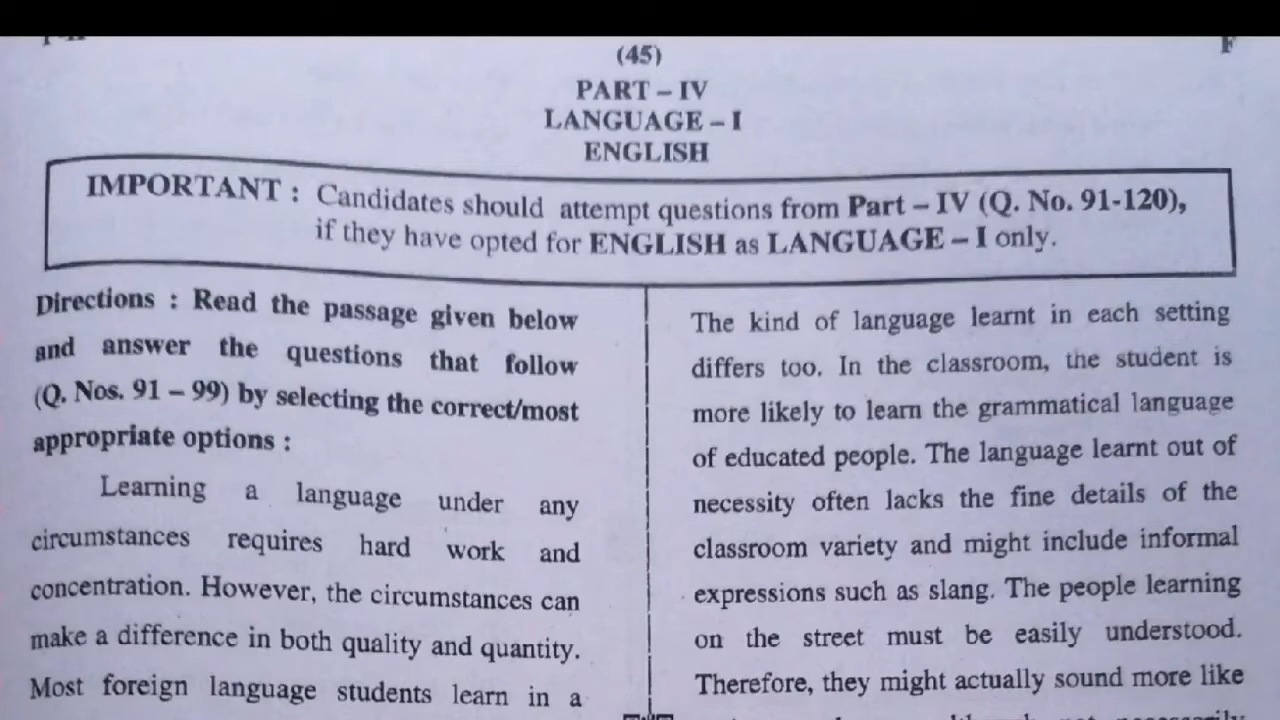 F
(45)
PART – IV
LANGUAGE – I
ENGLISH
IMPORTANT : Candidates should attempt questions from Part – IV (Q. No. 91-120),
if they have opted for ENGLISH as LANGUAGE – I only.
Directions : Read the passage given below
and answer the questions that follow
(Q. Nos. 91 – 99) by selecting the correct/most
appropriate options :
Learning a language under any
circumstances requires hard work and
concentration. However, the circumstances can
make a difference in both quality and quantity.
Most foreign language students learn in a
The kind of language learnt in each setting
differs too. In the classroom, the student is
more likely to learn the grammatical language
of educated people. The language learnt out of
necessity often lacks the fine details of the
classroom variety and might include informal
expressions such as slang. The people learning
on the street must be easily understood.
Therefore, they might actually sound more like